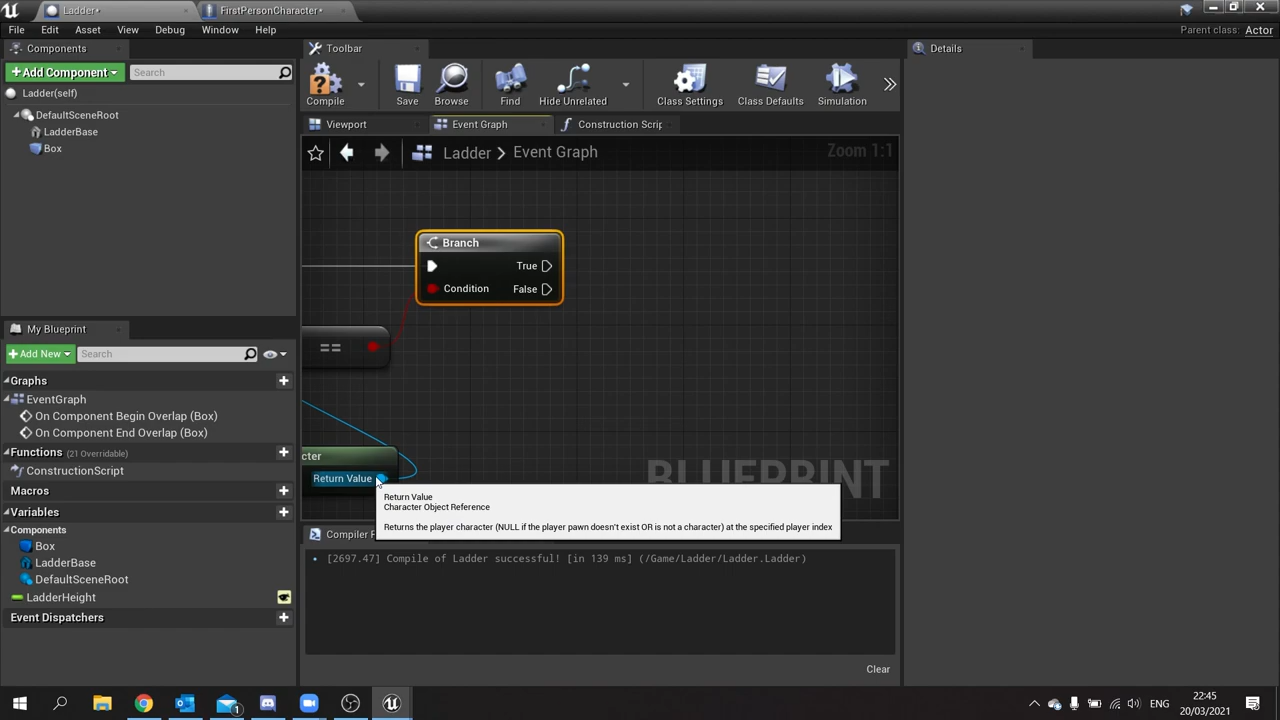 Ladder*
FirstPersonCharacter*
File Edit Asset View Debug Window Help
Parent class: Actor
Components
Toolbar
Details
Add Component
Search
Compile
Save
Browse
Find
Hide Unrelated
Class Settings
Class Defaults
Simulation
Ladder(self)
DefaultSceneRoot
LadderBase
Box
Viewport
Event Graph
Construction Scrip
Ladder > Event Graph
Zoom 1:1
Branch
True
Condition
False
==
cter
Return Value
BLUEPRINT
Return Value
Character Object Reference
Returns the player character (NULL if the player pawn doesn't exist OR is not a character) at the specified player index
My Blueprint
Add New
Search
Graphs
EventGraph
On Component Begin Overlap (Box)
On Component End Overlap (Box)
Functions (21 Overridable)
ConstructionScript
Macros
Variables
Components
Box
LadderBase
DefaultSceneRoot
LadderHeight
Event Dispatchers
Compiler
[2697.47] Compile of Ladder successful! [in 139 ms] (/Game/Ladder/Ladder.Ladder)
Clear
1
ENG
22:45
20/03/2021